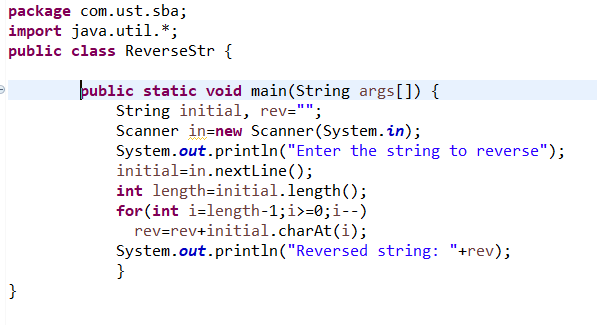 package com.ust.sba;
import java.util.*;
public class ReverseStr {
public static void main(String args[]) {
String initial, rev="";
Scanner in=new Scanner(System.in);
System.out.println("Enter the string to reverse");
initial=in.nextLine();
int length=initial.length();
for(int i=length-1;i>=0;i--)
rev=rev+initial.charAt(i);
System.out.println("Reversed string: "+rev);
}
}